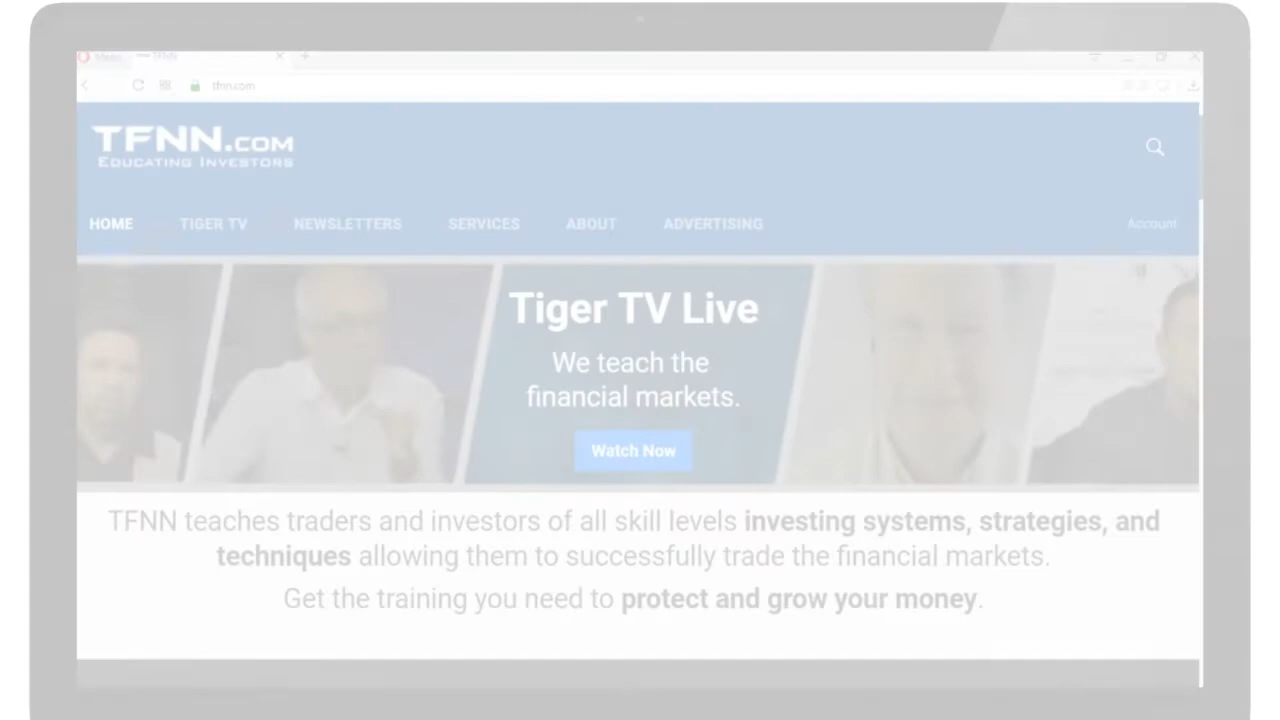 TFNN
tfnn.com
TFNN.COM
EDUCATING INVESTORS
HOME TIGER TV NEWSLETTERS SERVICES ABOUT ADVERTISING Account
Tiger TV Live
We teach the
financial markets.
Watch Now
TFNN teaches traders and investors of all skill levels investing systems, strategies, and
techniques allowing them to successfully trade the financial markets.
Get the training you need to protect and grow your money.